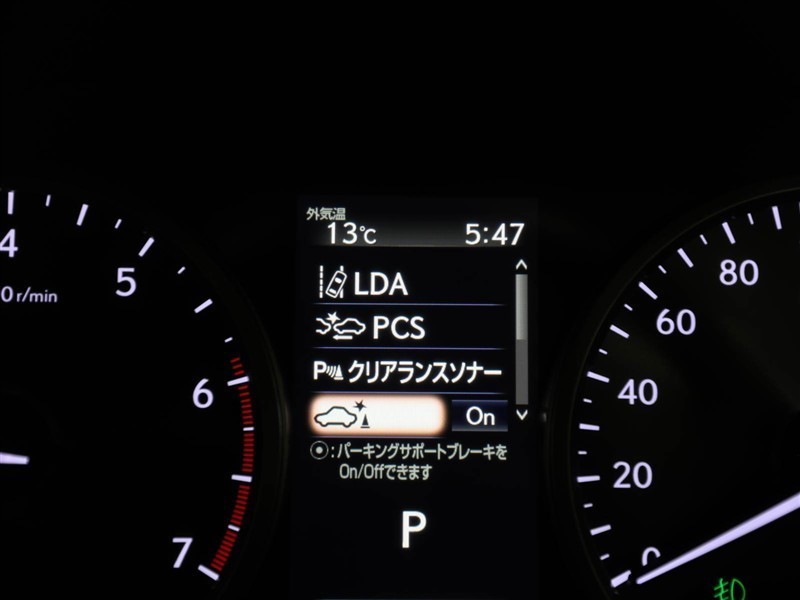 外気温
13℃ 5:47
LDA
PCS
P クリアランスソナー
On
:パーキングサポートブレーキを
On/Offできます
P
4
5
0 r/min
6
7
80
60
40
20
0